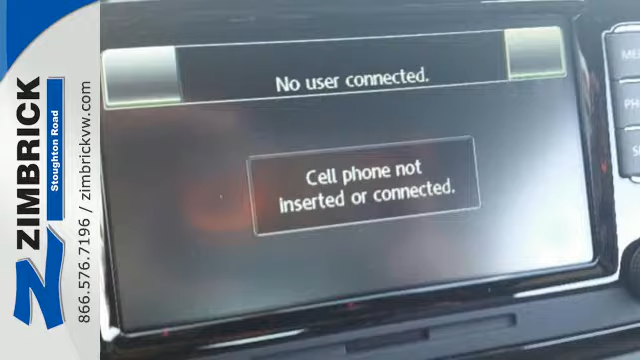 ZIMBRICK
Stoughton Road
866.576.7196 / zimbrickvw.com
No user connected.
Cell phone not
inserted or connected.